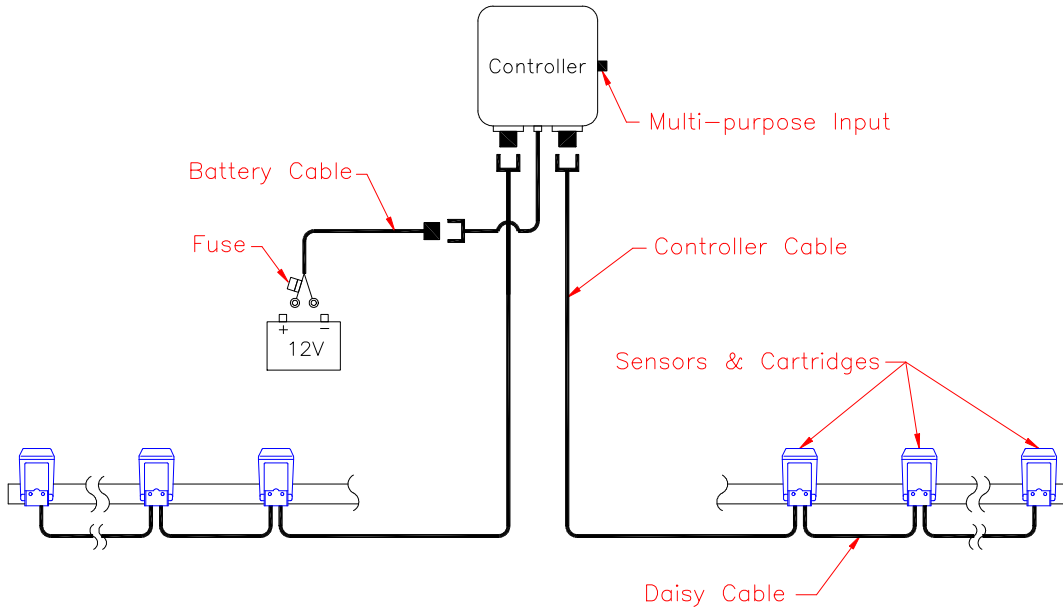 Controller
Multi-purpose Input
Battery Cable
Fuse
Controller Cable
+ −
12V
Sensors & Cartridges
Daisy Cable